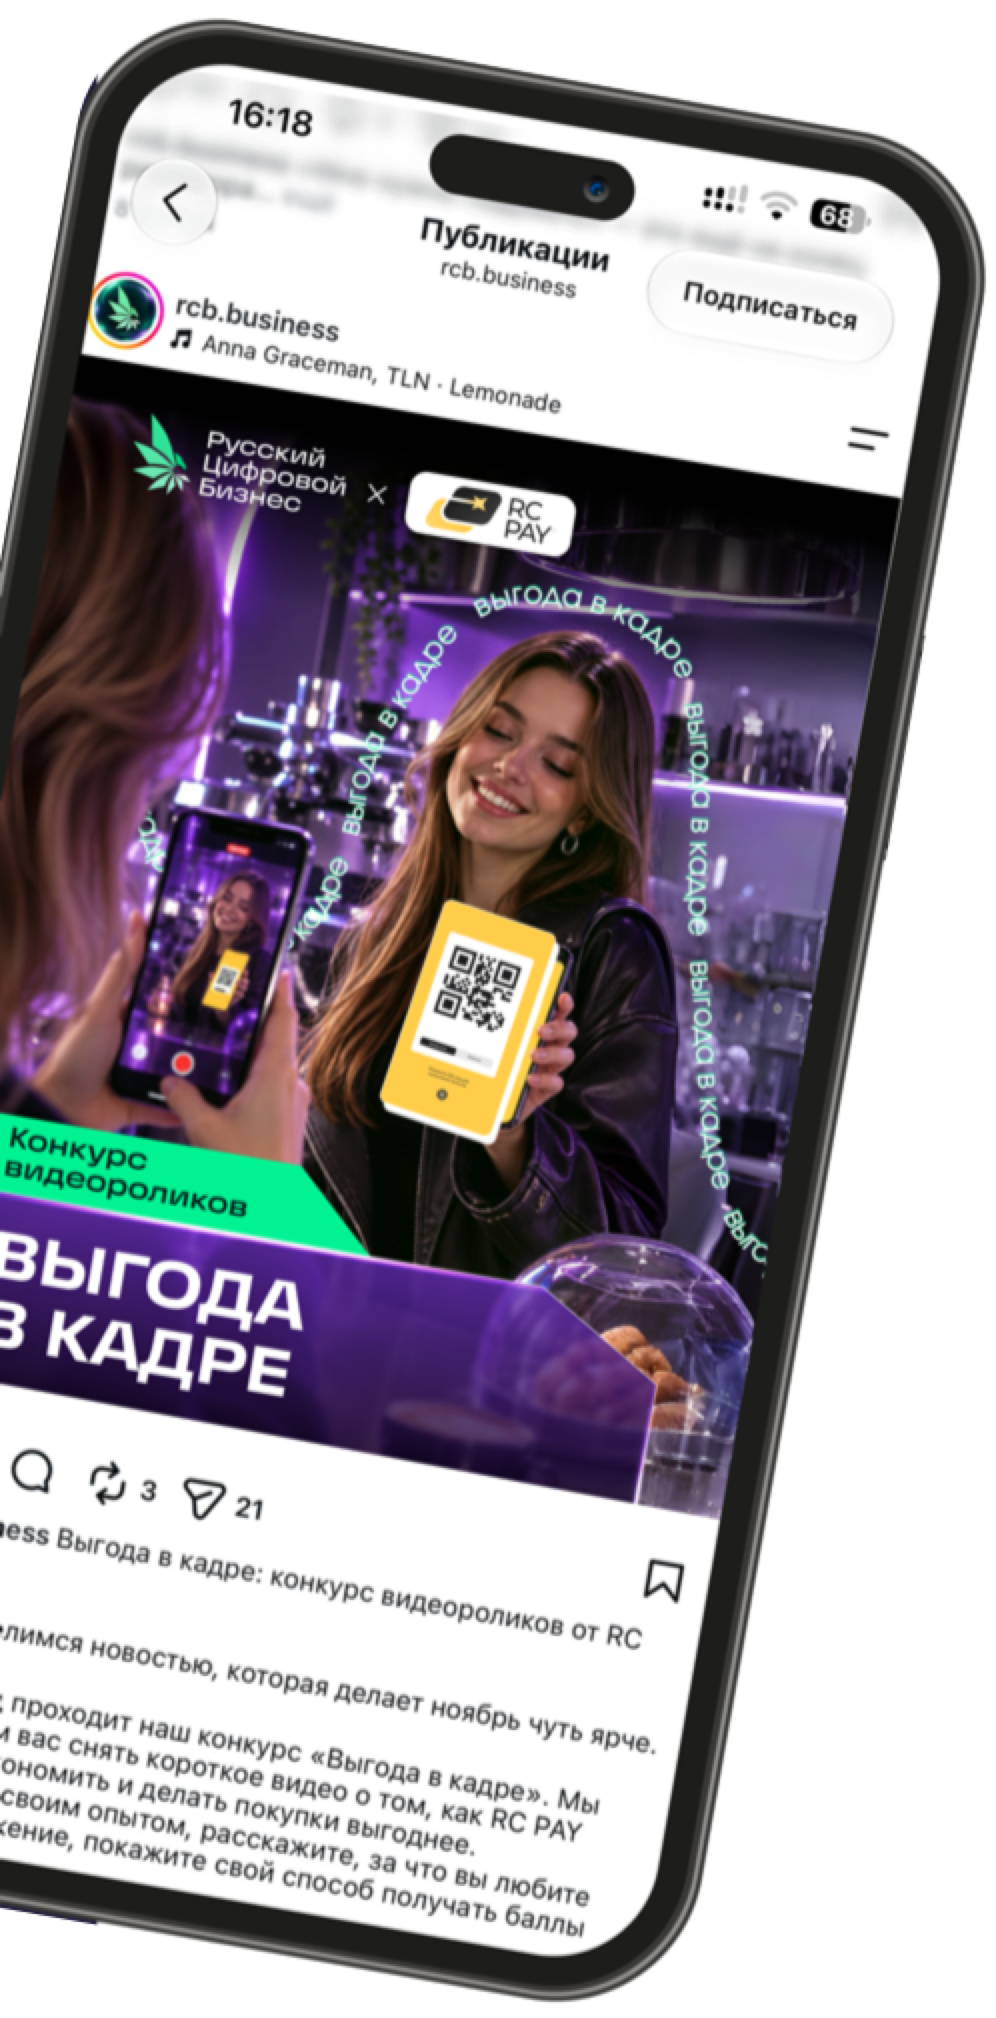 16:18
68
Публикации
rcb.business
Подписаться
rcb.business
Anna Graceman, TLN · Lemonade
Русский
Цифровой
Бизнес
×
RC
PAY
выгода в кадре выгода в кадре выгода в кадре выгода в кадре
кадре
Конкурс
видеороликов
ВЫГОДА
В КАДРЕ
3
21
ness Выгода в кадре: конкурс видеороликов от RC
лимся новостью, которая делает ноябрь чуть ярче.
проходит наш конкурс «Выгода в кадре». Мы
м вас снять короткое видео о том, как RC PAY
ономить и делать покупки выгоднее.
своим опытом, расскажите, за что вы любите
жение, покажите свой способ получать баллы